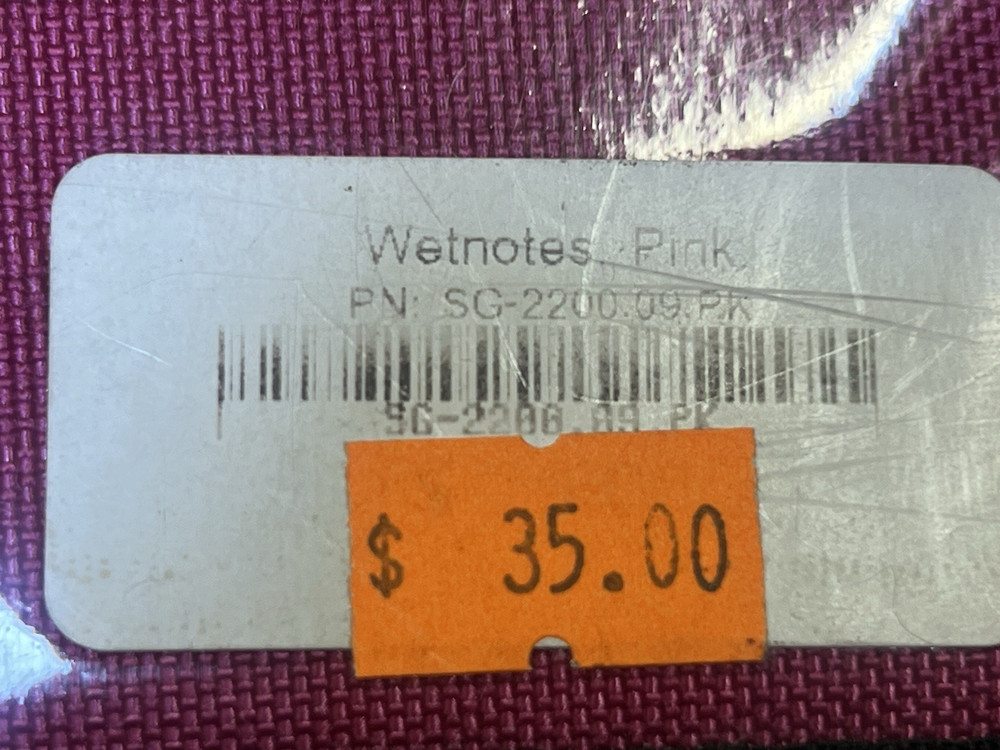 Wetnotes, Pink,
PN: SG-2200.09.PK
SG-2200.09.PK
$ 35.00